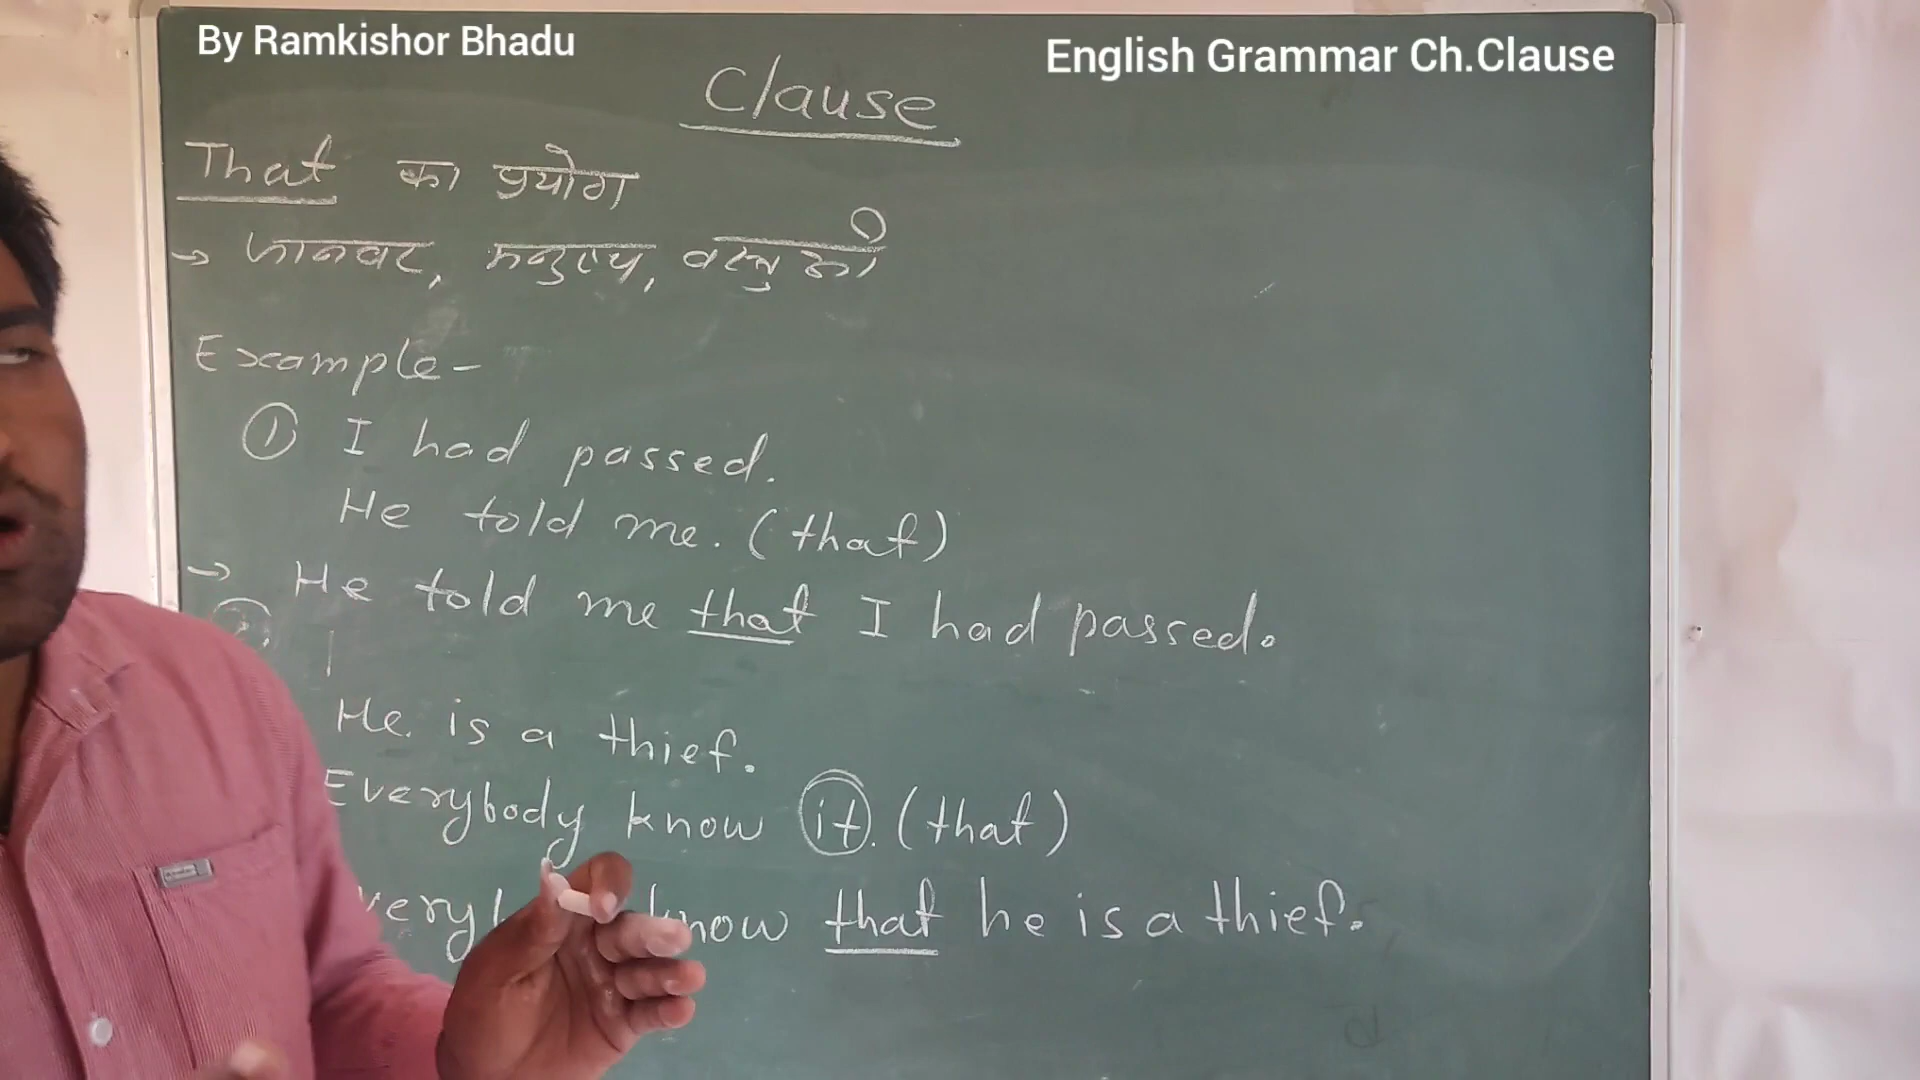 By Ramkishor Bhadu
English Grammar Ch.Clause
Clause
That का प्रयोग
→ जानवर, मनुष्य, वस्तु को
Example-
① I had passed.
He told me. (that)
→ He told me that I had passed.
②
He is a thief.
Everybody know it. (that)
know that he is a thief.